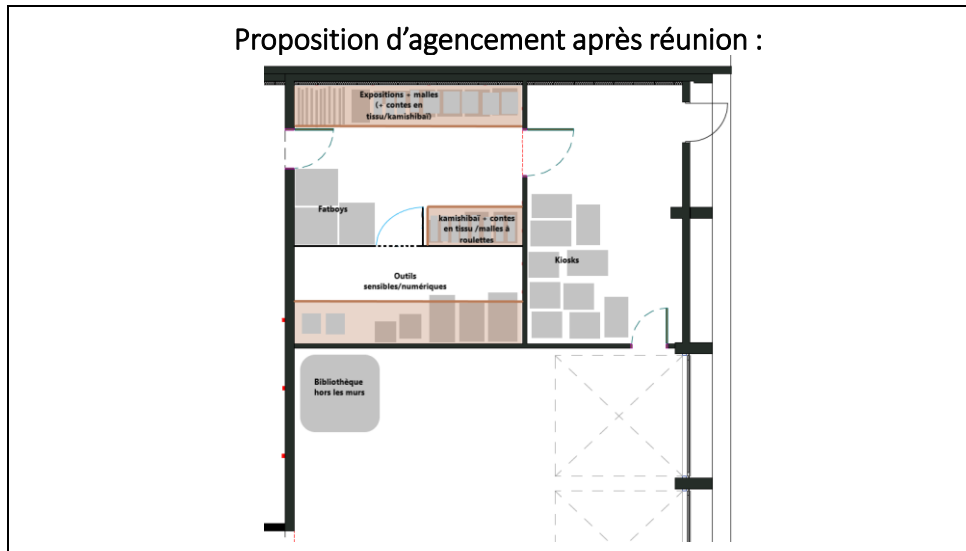 Proposition d’agencement après réunion :
Expositions + malles
(+ contes en
tissu/kamishibaï)
Fatboys
kamishibaï + contes
en tissu /malles à
roulettes
Kiosks
Outils
sensibles/numériques
Bibliothèque
hors les murs